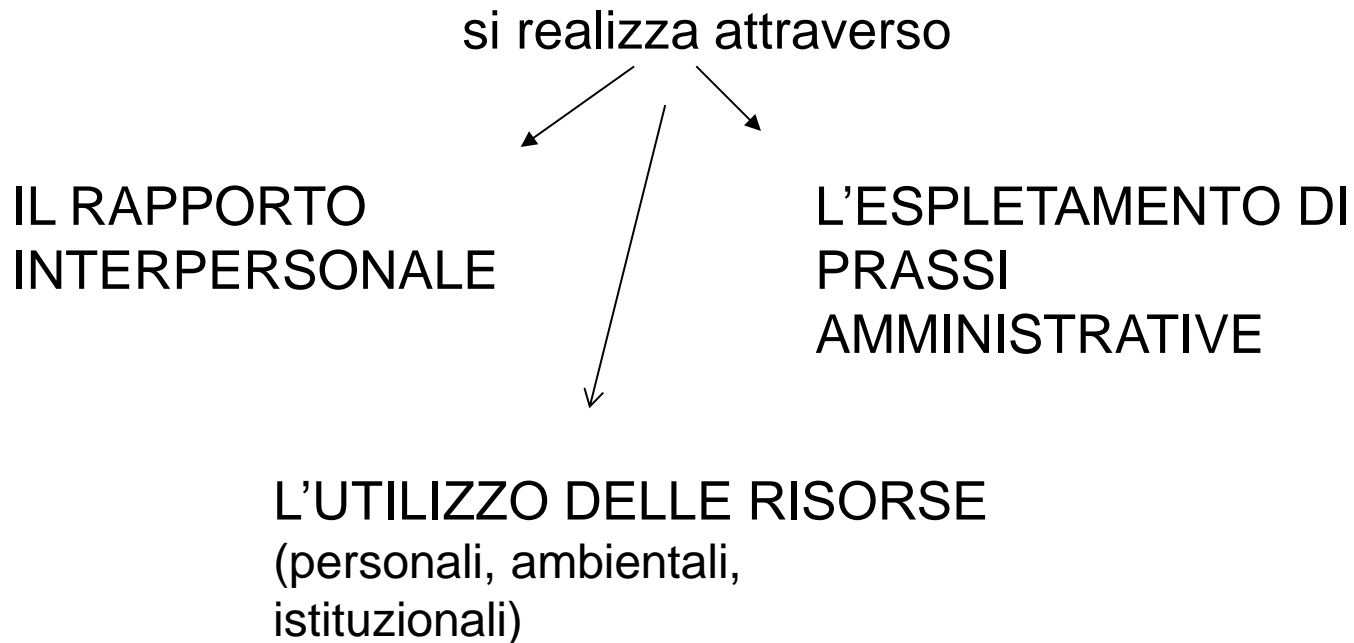 si realizza attraverso
IL RAPPORTO
INTERPERSONALE
L’ESPLETAMENTO DI
PRASSI
AMMINISTRATIVE
L’UTILIZZO DELLE RISORSE
(personali, ambientali,
istituzionali)